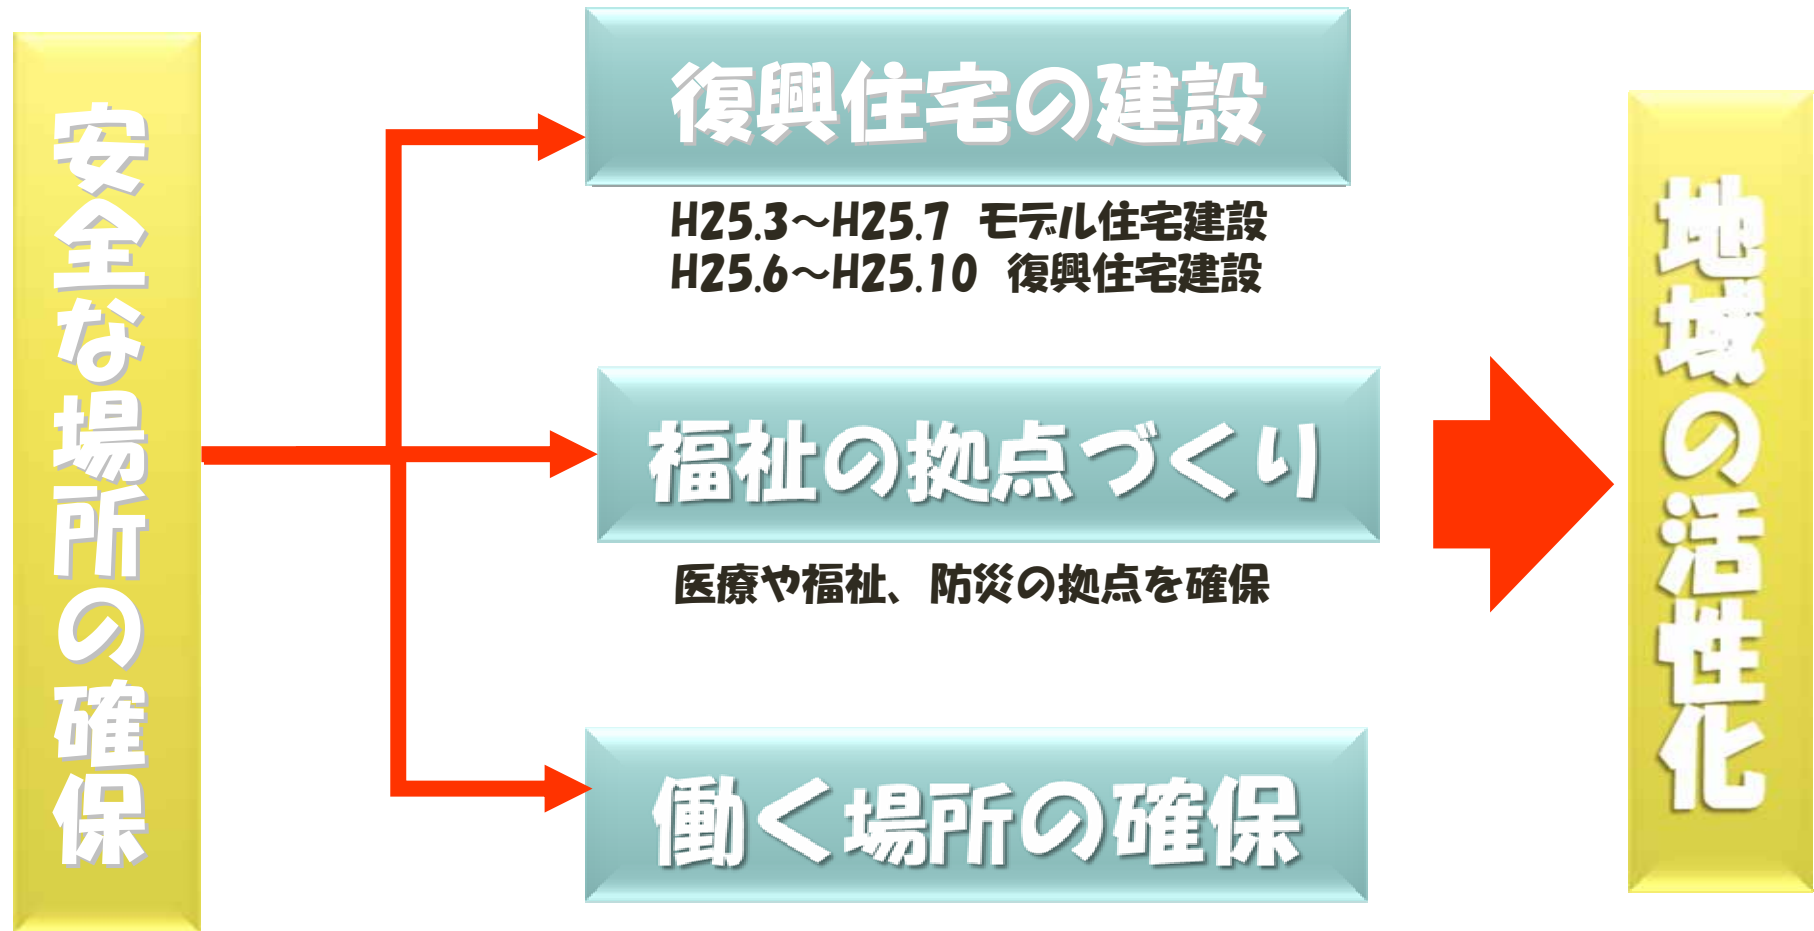 安全な場所の確保
復興住宅の建設
H25.3～H25.7　モデル住宅建設
H25.6～H25.10　復興住宅建設
福祉の拠点づくり
医療や福祉、防災の拠点を確保
働く場所の確保
地域の活性化